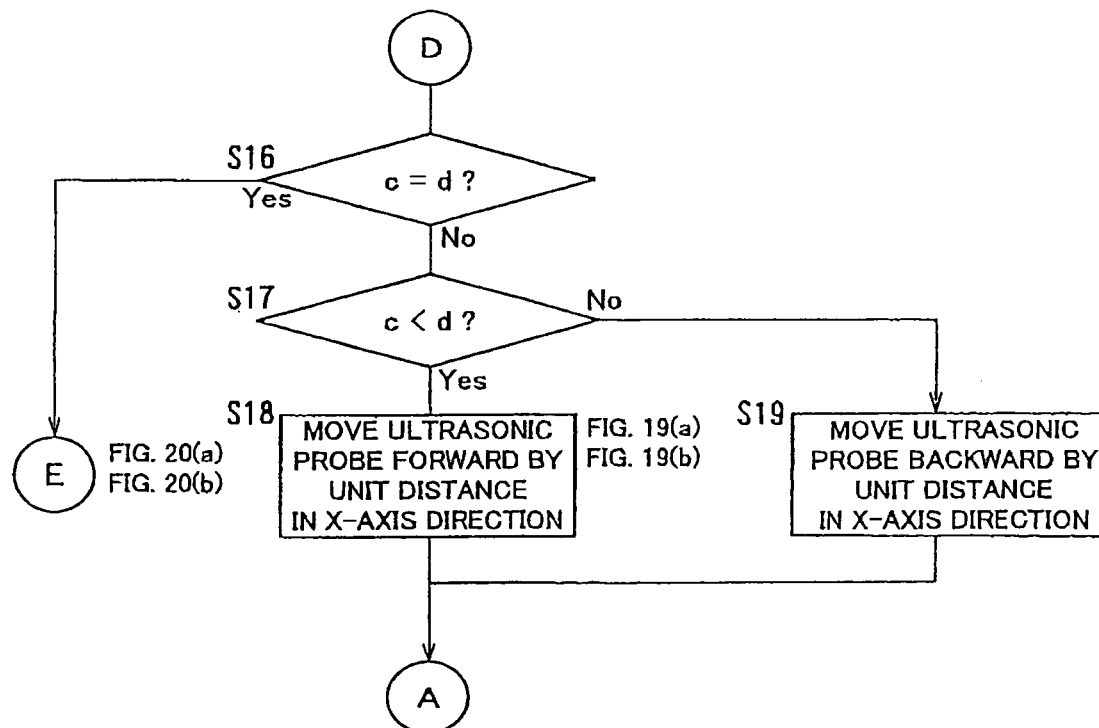 D
S16
c = d ?
Yes
No
S17
c < d ?
No
Yes
S18
MOVE ULTRASONIC
PROBE FORWARD BY
UNIT DISTANCE
IN X-AXIS DIRECTION
FIG. 19(a)
FIG. 19(b)
S19
MOVE ULTRASONIC
PROBE BACKWARD BY
UNIT DISTANCE
IN X-AXIS DIRECTION
E
FIG. 20(a)
FIG. 20(b)
A